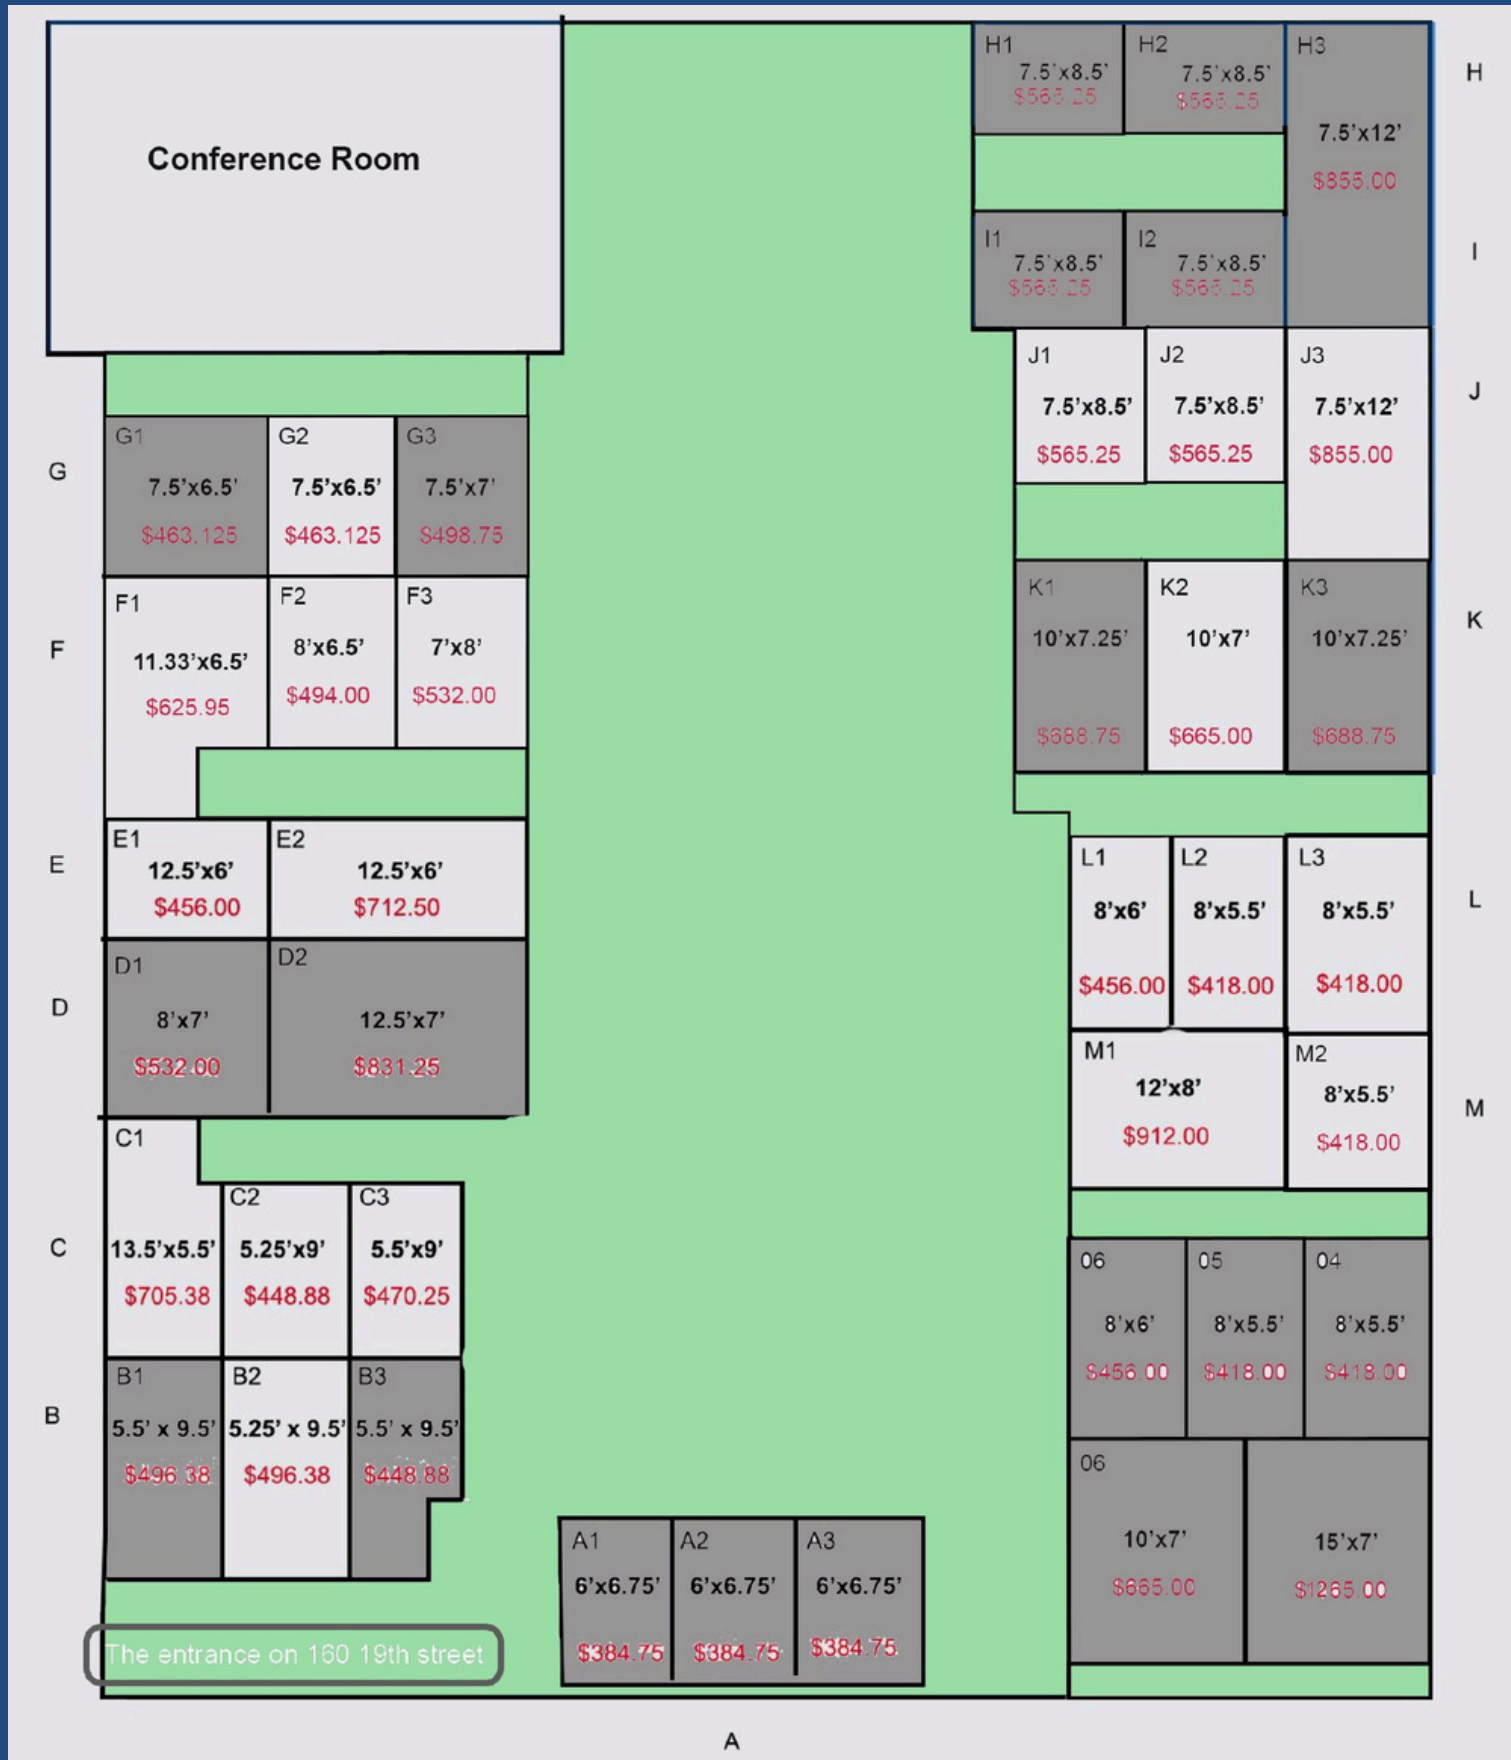 Conference Room
H1
7.5'x8.5'
$565.25
H2
7.5'x8.5'
$565.25
H3
7.5'x12'
$855.00
H
I1
7.5'x8.5'
$565.25
I2
7.5'x8.5'
$565.25
I
J1
7.5'x8.5'
$565.25
J2
7.5'x8.5'
$565.25
J3
7.5'x12'
$855.00
J
G
G1
7.5'x6.5'
$463.125
G2
7.5'x6.5'
$463.125
G3
7.5'x7'
$498.75
F
F1
11.33'x6.5'
$625.95
F2
8'x6.5'
$494.00
F3
7'x8'
$532.00
K1
10'x7.25'
$688.75
K2
10'x7'
$665.00
K3
10'x7.25'
$688.75
K
E
E1
12.5'x6'
$456.00
E2
12.5'x6'
$712.50
L1
8'x6'
$456.00
L2
8'x5.5'
$418.00
L3
8'x5.5'
$418.00
L
D
D1
8'x7'
$532.00
D2
12.5'x7'
$831.25
M1
12'x8'
$912.00
M2
8'x5.5'
$418.00
M
C
C1
13.5'x5.5'
$705.38
C2
5.25'x9'
$448.88
C3
5.5'x9'
$470.25
06
8'x6'
$456.00
05
8'x5.5'
$418.00
04
8'x5.5'
$418.00
B
B1
5.5' x 9.5'
$496.38
B2
5.25' x 9.5'
$496.38
B3
5.5' x 9.5'
$448.88
06
10'x7'
$665.00
15'x7'
$1265.00
A1
6'x6.75'
$384.75
A2
6'x6.75'
$384.75
A3
6'x6.75'
$384.75
The entrance on 160 19th street
A